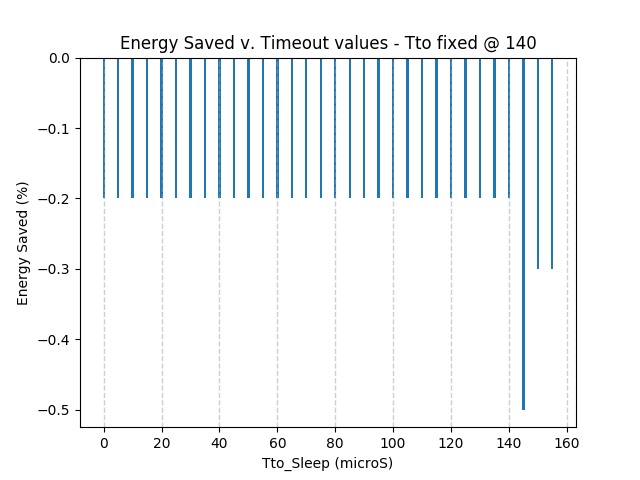 Energy Saved v. Timeout values - Tto fixed @ 140
0.0
−0.1
−0.2
−0.3
−0.4
−0.5
Energy Saved (%)
0 20 40 60 80 100 120 140 160
Tto_Sleep (microS)